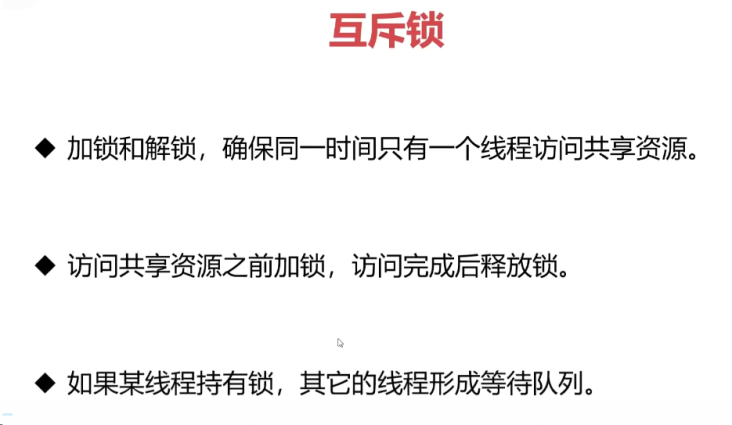 互斥锁
◆ 加锁和解锁，确保同一时间只有一个线程访问共享资源。
◆ 访问共享资源之前加锁，访问完成后释放锁。
◆ 如果某线程持有锁，其它的线程形成等待队列。